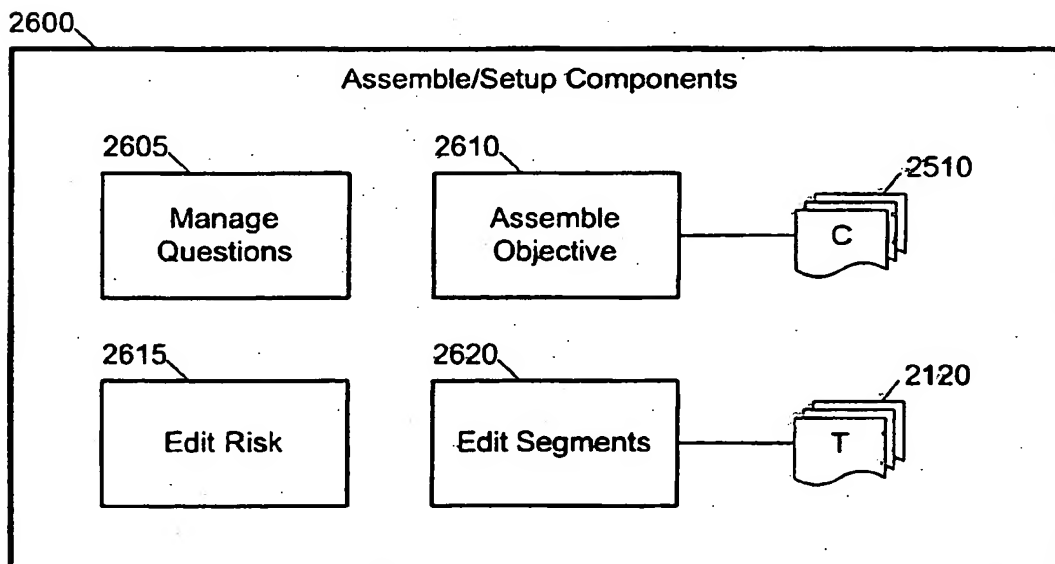 2600
Assemble/Setup Components
2605
2610
2510
Manage
Questions
Assemble
Objective
C
2615
2620
2120
Edit Risk
Edit Segments
T